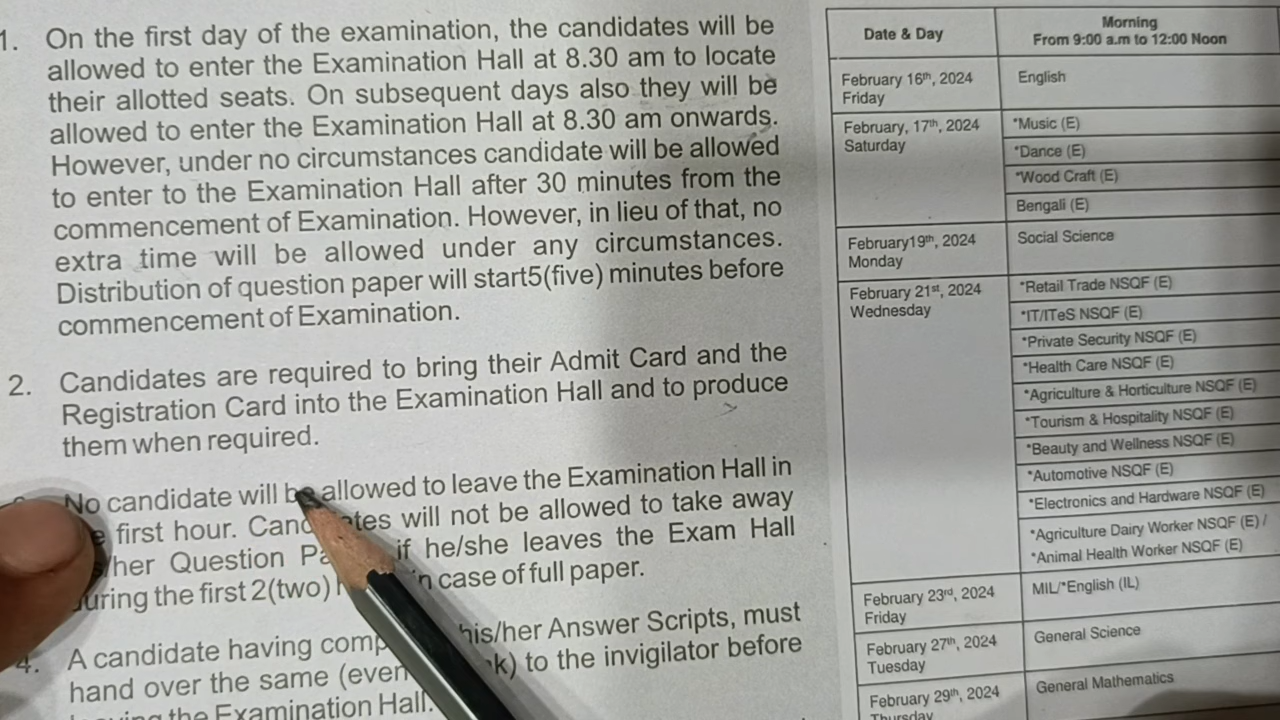 1. On the first day of the examination, the candidates will be
allowed to enter the Examination Hall at 8.30 am to locate
their allotted seats. On subsequent days also they will be
allowed to enter the Examination Hall at 8.30 am onwards.
However, under no circumstances candidate will be allowed
to enter to the Examination Hall after 30 minutes from the
commencement of Examination. However, in lieu of that, no
extra time will be allowed under any circumstances.
Distribution of question paper will start5(five) minutes before
commencement of Examination.
2. Candidates are required to bring their Admit Card and the
Registration Card into the Examination Hall and to produce
them when required.
No candidate will be allowed to leave the Examination Hall in
first hour. will not be allowed to take away
/her Question if he/she leaves the Exam Hall
during the first 2(two) in case of full paper.
4. A candidate having his/her Answer Scripts, must
hand over the same (even to the invigilator before
the Examination Hall.
Date & Day
Morning
From 9:00 a.m to 12:00 Noon
February 16th, 2024
Friday
English
February, 17th, 2024
Saturday
*Music (E)
*Dance (E)
*Wood Craft (E)
Bengali (E)
February19th, 2024
Monday
Social Science
February 21st, 2024
Wednesday
*Retail Trade NSQF (E)
*IT/ITeS NSQF (E)
*Private Security NSQF (E)
*Health Care NSQF (E)
*Agriculture & Horticulture NSQF (E)
*Tourism & Hospitality NSQF (E)
*Beauty and Wellness NSQF (E)
*Automotive NSQF (E)
*Electronics and Hardware NSQF (E)
*Agriculture Dairy Worker NSQF (E) /
*Animal Health Worker NSQF (E)
February 23rd, 2024
Friday
MIL/*English (IL)
February 27th, 2024
Tuesday
General Science
February 29th, 2024
Thursday
General Mathematics